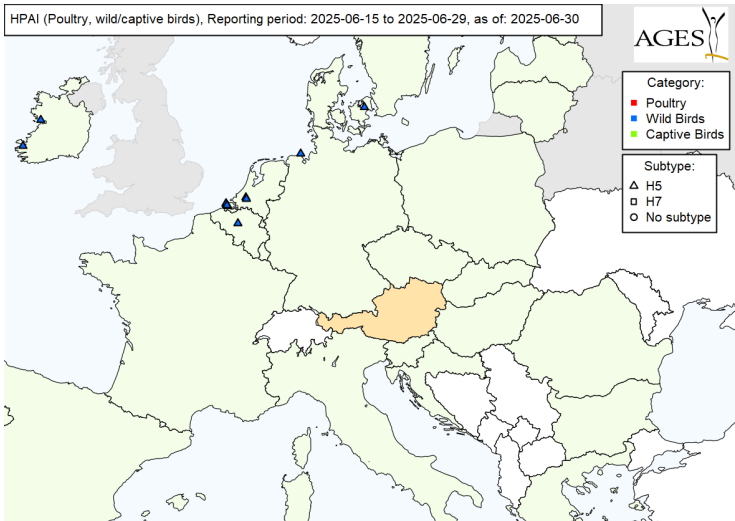 HPAI (Poultry, wild/captive birds), Reporting period: 2025-06-15 to 2025-06-29, as of: 2025-06-30
AGES
Category:
Poultry
Wild Birds
Captive Birds
Subtype:
H5
H7
No subtype